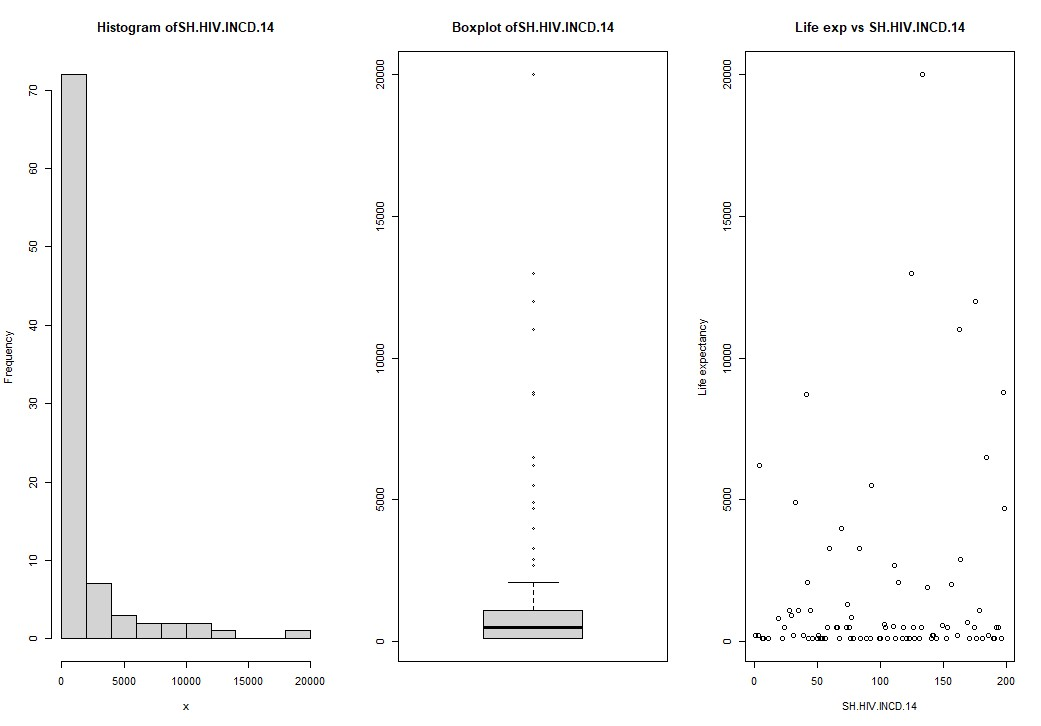 Histogram ofSH.HIV.INCD.14
Frequency
70
60
50
40
30
20
10
0
0 5000 10000 15000 20000
x
Boxplot ofSH.HIV.INCD.14
20000
15000
10000
5000
0
Life exp vs SH.HIV.INCD.14
Life expectancy
20000
15000
10000
5000
0
0 50 100 150 200
SH.HIV.INCD.14